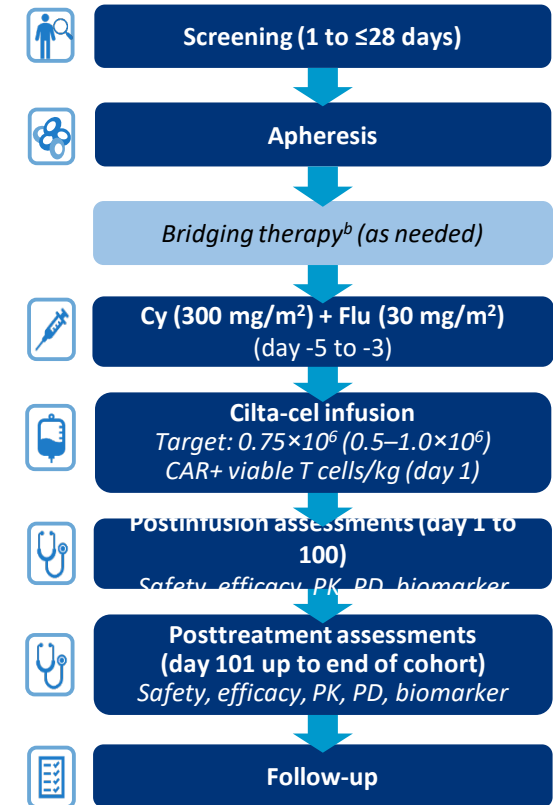 Screening (1 to ≤28 days)
Apheresis
Bridging therapyᵇ (as needed)
Cy (300 mg/m²) + Flu (30 mg/m²)
(day -5 to -3)
Cilta-cel infusion
Target: 0.75×10⁶ (0.5–1.0×10⁶)
CAR+ viable T cells/kg (day 1)
Postinfusion assessments (day 1 to
100)
Safety, efficacy, PK, PD, biomarker
Posttreatment assessments
(day 101 up to end of cohort)
Safety, efficacy, PK, PD, biomarker
Follow-up